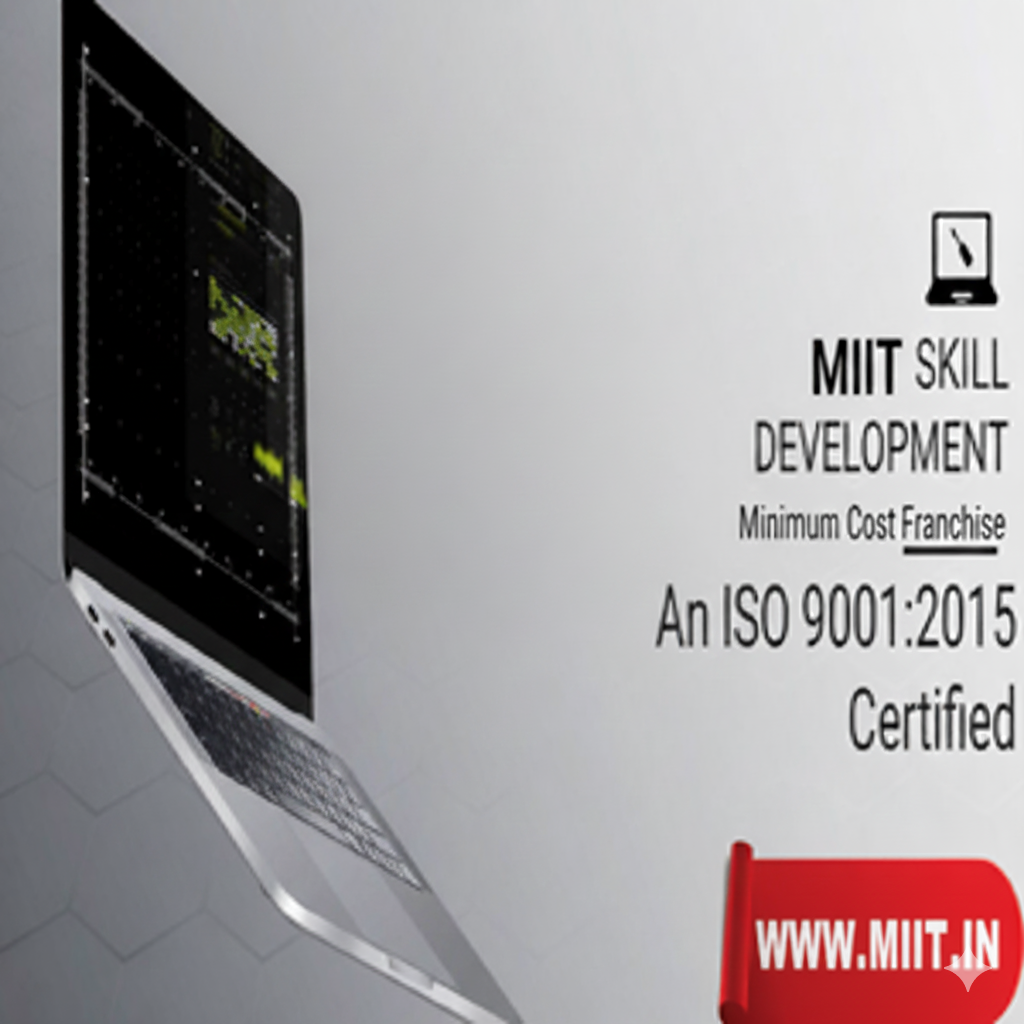 MIIT SKILL
DEVELOPMENT
Minimum Cost Franchise
An ISO 9001:2015
Certified
WWW.MIIT.IN